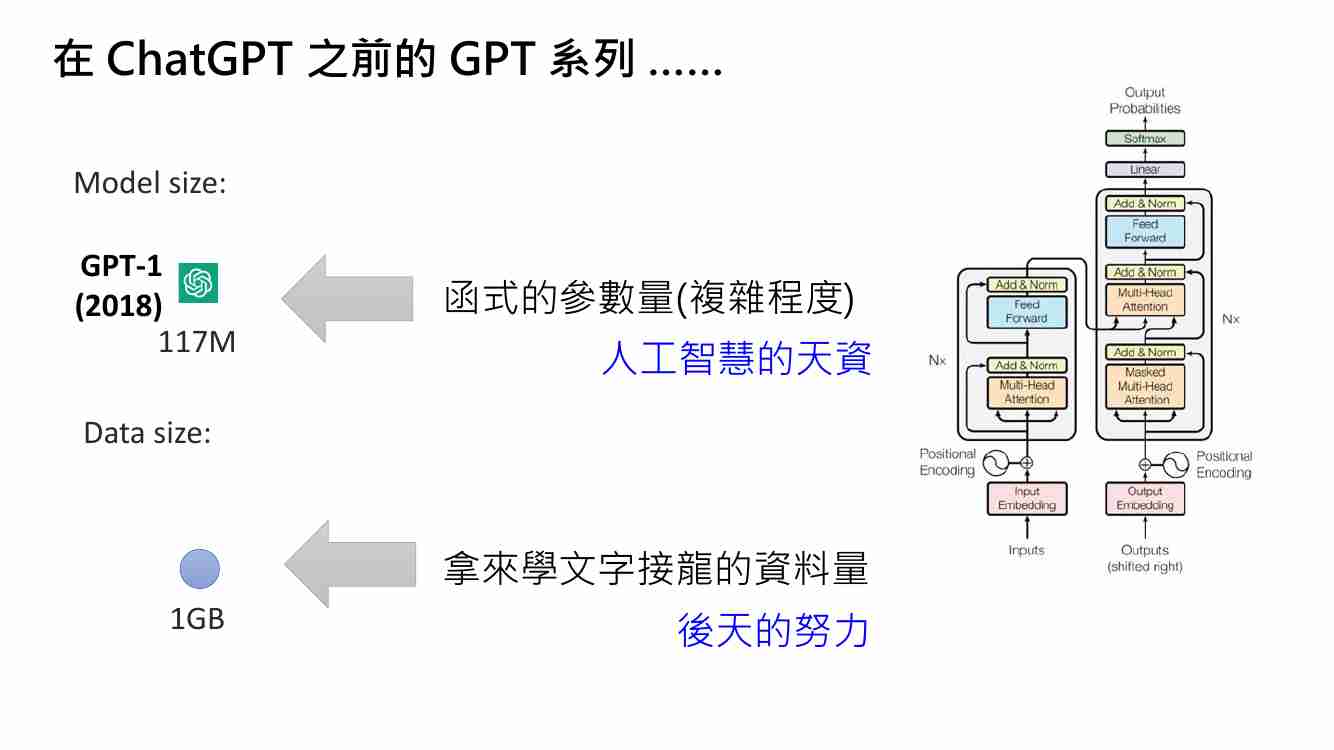 在 ChatGPT 之前的 GPT 系列 ......
Model size:
GPT-1
(2018)
117M
函式的參數量(複雜程度)
人工智慧的天資
Data size:
1GB
拿來學文字接龍的資料量
後天的努力
Output
Probabilities
Softmax
Linear
Add & Norm
Feed
Forward
Add & Norm
Multi-Head
Attention
Add & Norm
Masked
Multi-Head
Attention
Nx
Add & Norm
Feed
Forward
Add & Norm
Multi-Head
Attention
Nx
Positional
Encoding
Positional
Encoding
Input
Embedding
Output
Embedding
Inputs
Outputs
(shifted right)